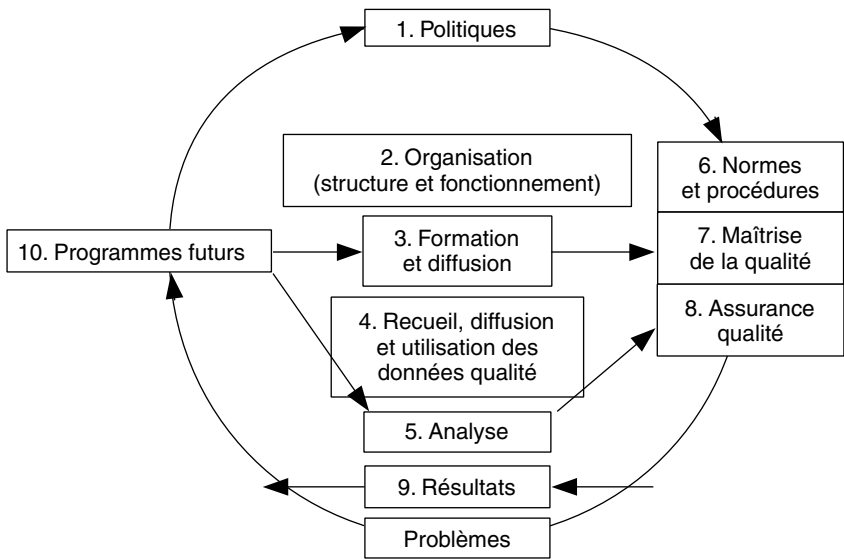 1. Politiques
2. Organisation
(structure et fonctionnement)
6. Normes
et procédures
10. Programmes futurs
3. Formation
et diffusion
7. Maîtrise
de la qualité
4. Recueil, diffusion
et utilisation des
données qualité
8. Assurance
qualité
5. Analyse
9. Résultats
Problèmes